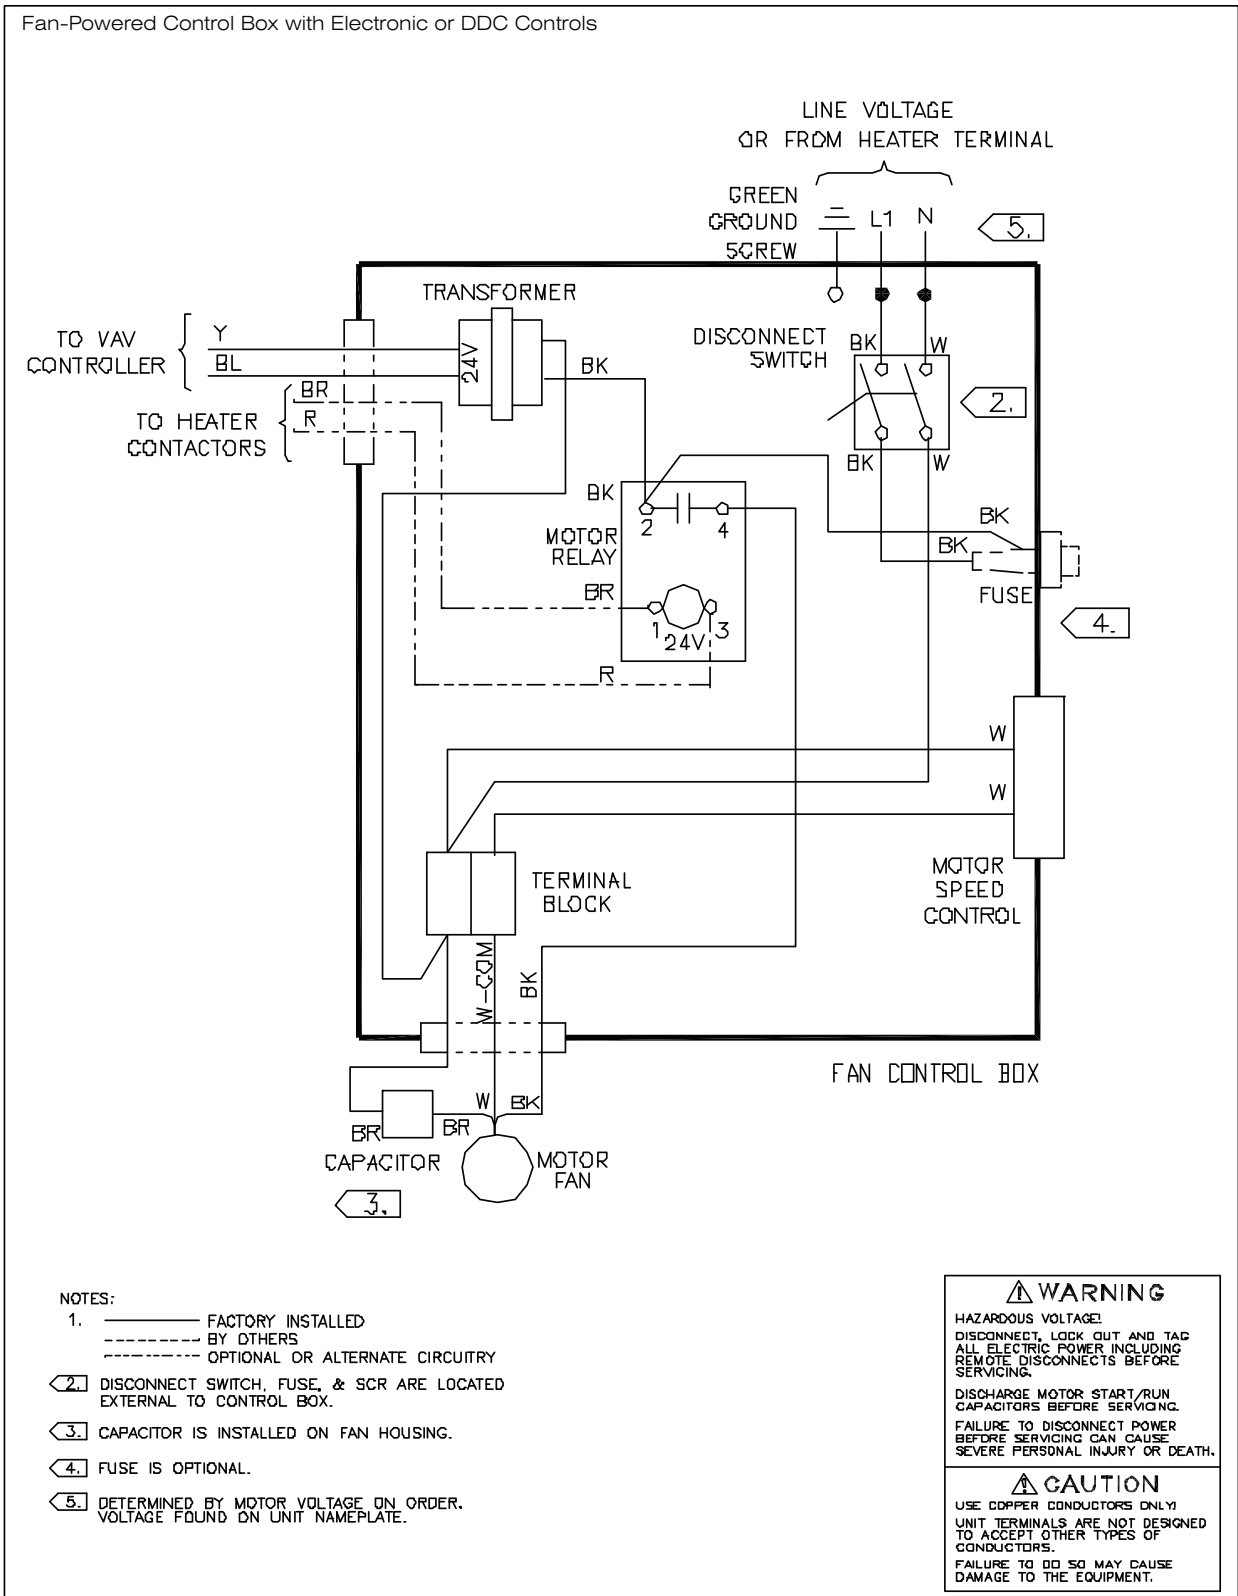 Fan-Powered Control Box with Electronic or DDC Controls
LINE VOLTAGE
OR FROM HEATER TERMINAL
GREEN
GROUND
SCREW
L1
N
5.
TRANSFORMER
TO VAV
CONTROLLER
Y
BL
24V
BK
DISCONNECT
SWITCH
BK
W
2.
TO HEATER
CONTACTORS
BR
R
BK
W
BK
2
4
MOTOR
RELAY
BK
BK
FUSE
4.
BR
1
24V
3
R
W
W
MOTOR
SPEED
CONTROL
TERMINAL
BLOCK
W-COM
BK
FAN CONTROL BOX
W
BK
BR
BR
CAPACITOR
MOTOR
FAN
3.
NOTES:
1. FACTORY INSTALLED
BY OTHERS
OPTIONAL OR ALTERNATE CIRCUITRY
2. DISCONNECT SWITCH, FUSE, & SCR ARE LOCATED
EXTERNAL TO CONTROL BOX.
3. CAPACITOR IS INSTALLED ON FAN HOUSING.
4. FUSE IS OPTIONAL.
5. DETERMINED BY MOTOR VOLTAGE ON ORDER.
VOLTAGE FOUND ON UNIT NAMEPLATE.
WARNING
HAZARDOUS VOLTAGE!
DISCONNECT, LOCK OUT AND TAG
ALL ELECTRIC POWER INCLUDING
REMOTE DISCONNECTS BEFORE
SERVICING.
DISCHARGE MOTOR START/RUN
CAPACITORS BEFORE SERVICING.
FAILURE TO DISCONNECT POWER
BEFORE SERVICING CAN CAUSE
SEVERE PERSONAL INJURY OR DEATH.
CAUTION
USE COPPER CONDUCTORS ONLY!
UNIT TERMINALS ARE NOT DESIGNED
TO ACCEPT OTHER TYPES OF
CONDUCTORS.
FAILURE TO DO SO MAY CAUSE
DAMAGE TO THE EQUIPMENT.